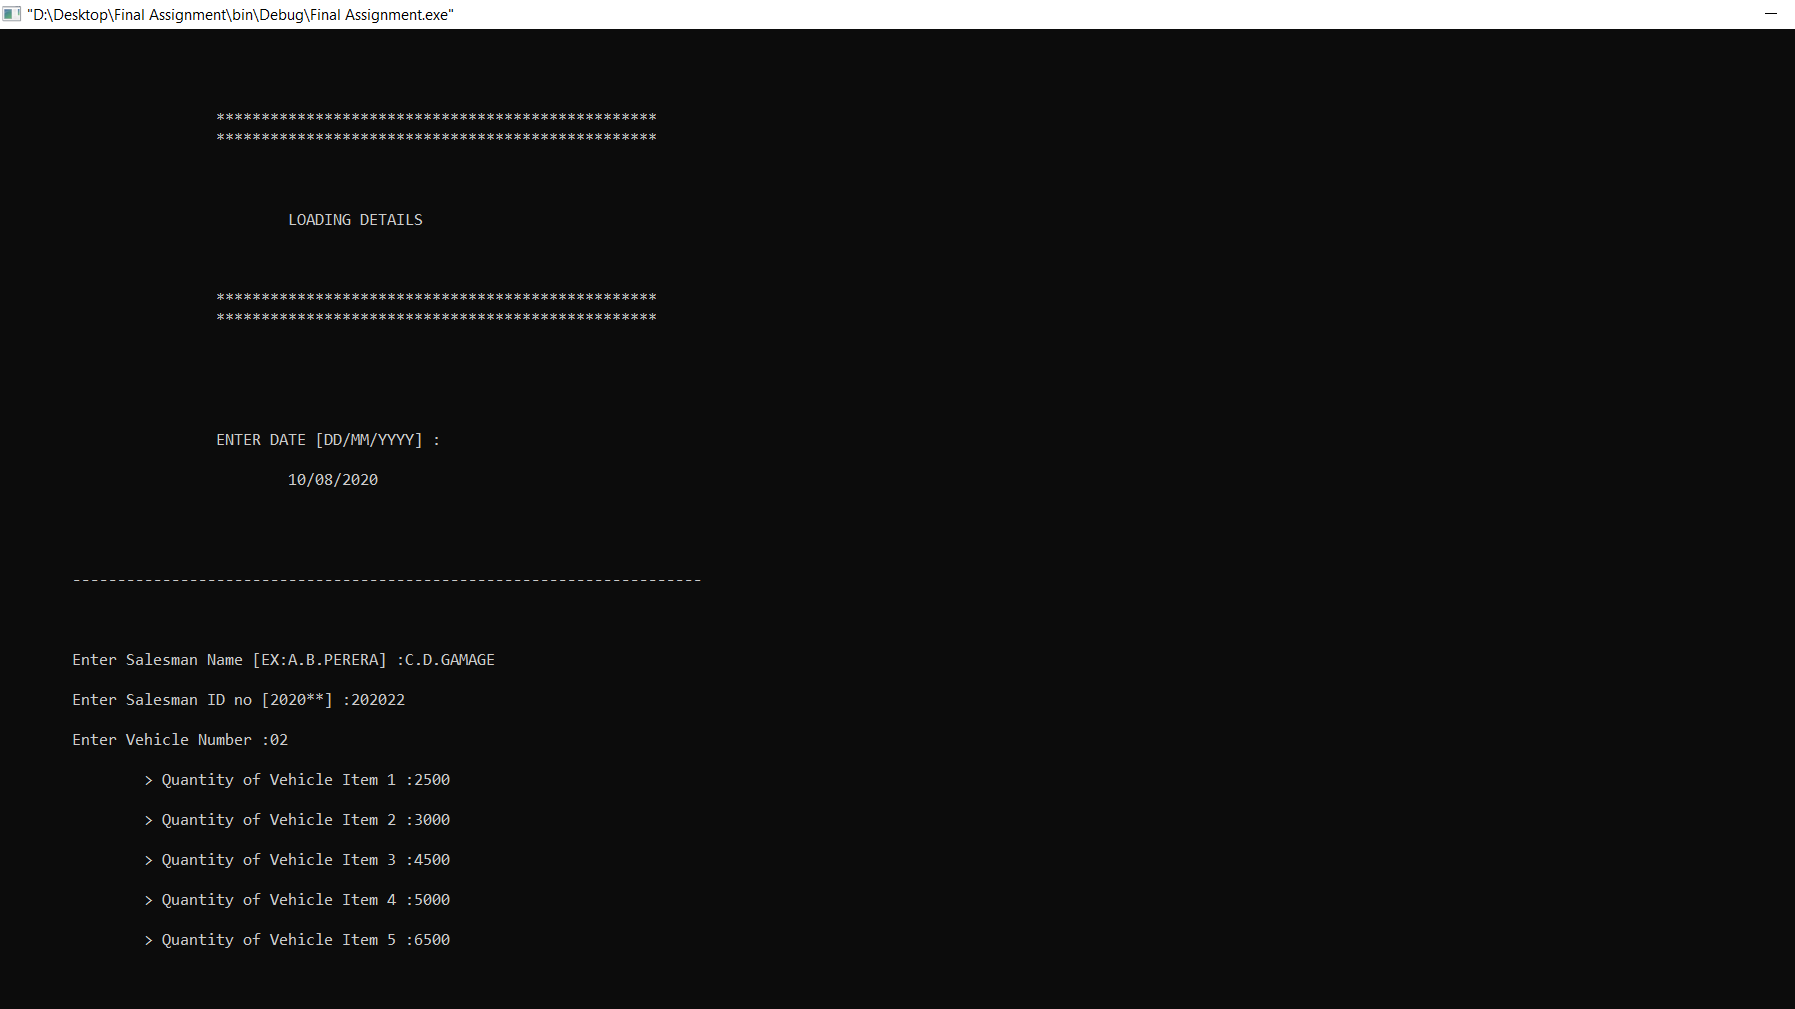 "D:\Desktop\Final Assignment\bin\Debug\Final Assignment.exe"
*************************************************
*************************************************
LOADING DETAILS
*************************************************
*************************************************
ENTER DATE [DD/MM/YYYY] :
10/08/2020
----------------------------------------------------------------------
Enter Salesman Name [EX:A.B.PERERA] :C.D.GAMAGE
Enter Salesman ID no [2020**] :202022
Enter Vehicle Number :02
> Quantity of Vehicle Item 1 :2500
> Quantity of Vehicle Item 2 :3000
> Quantity of Vehicle Item 3 :4500
> Quantity of Vehicle Item 4 :5000
> Quantity of Vehicle Item 5 :6500